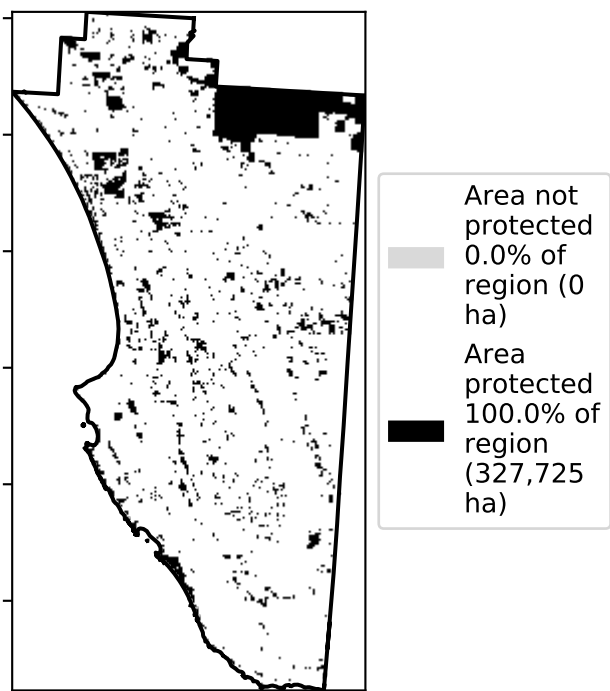 Area not
protected
0.0% of
region (0
ha)
Area
protected
100.0% of
region
(327,725
ha)